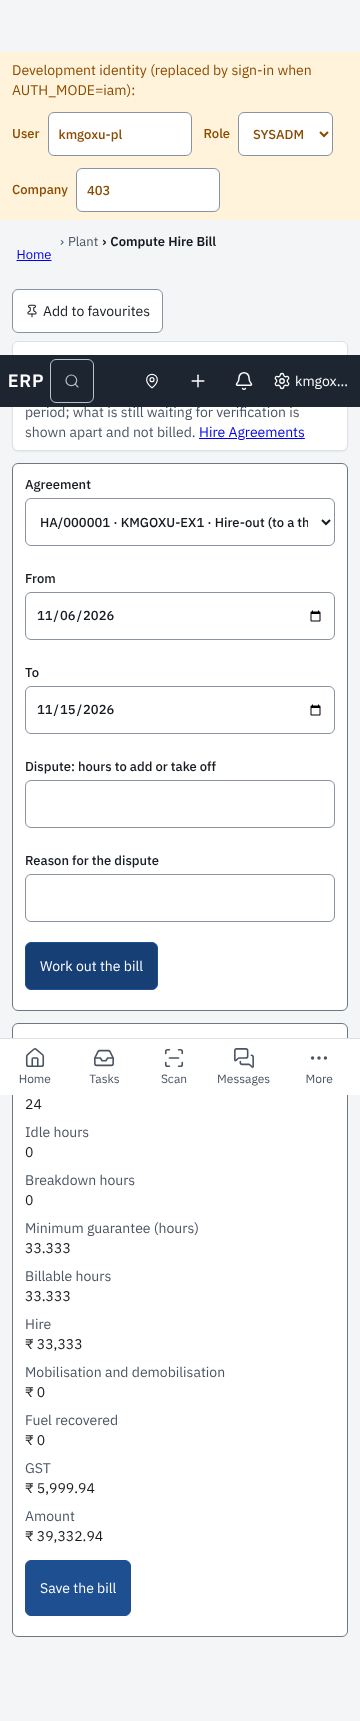 Development identity (replaced by sign-in when
AUTH_MODE=iam):
User kmgoxu-pl Role SYSADM
Company 403
Home › Plant › Compute Hire Bill
Add to favourites
ERP kmgox...
period; what is still waiting for verification is
shown apart and not billed. Hire Agreements
Agreement
HA/000001 · KMGOXU-EX1 · Hire-out (to a th
From
11/06/2026
To
11/15/2026
Dispute: hours to add or take off
Reason for the dispute
Work out the bill
Home Tasks Scan Messages More
24
Idle hours
0
Breakdown hours
0
Minimum guarantee (hours)
33.333
Billable hours
33.333
Hire
₹ 33,333
Mobilisation and demobilisation
₹ 0
Fuel recovered
₹ 0
GST
₹ 5,999.94
Amount
₹ 39,332.94
Save the bill